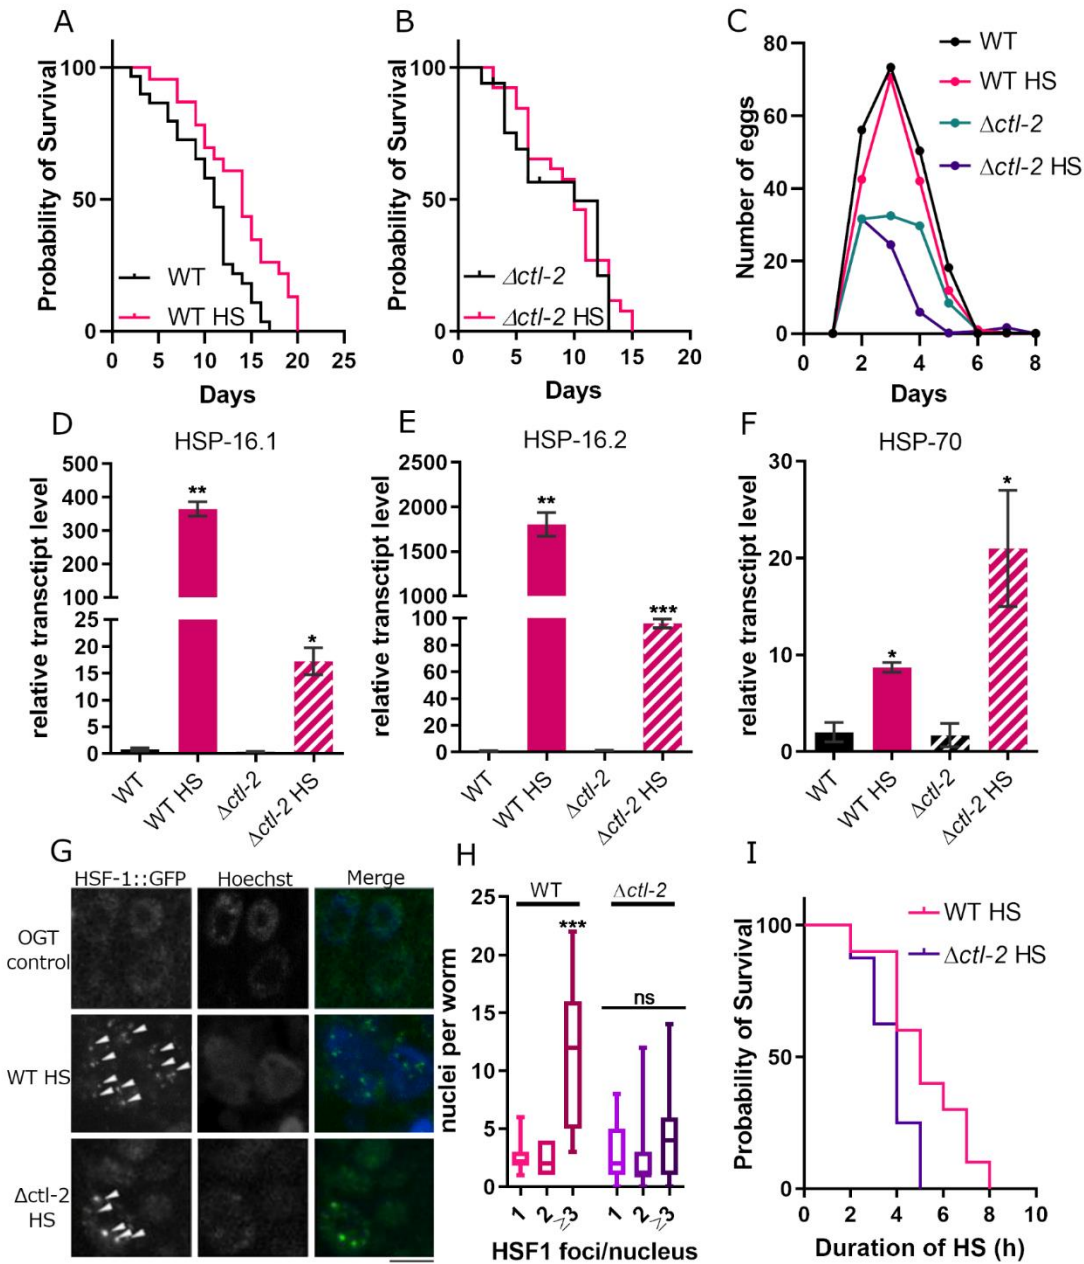 A
Probability of Survival
100
50
0
0 5 10 15 20 25
Days
WT
WT HS
B
Probability of Survival
100
50
0
0 5 10 15 20
Days
Δctl-2
Δctl-2 HS
C
Number of eggs
80
60
40
20
0
0 2 4 6 8
Days
WT
WT HS
Δctl-2
Δctl-2 HS
D
HSP-16.1
relative transctipt level
500
400
300
200
100
25
20
15
10
5
0
**
*
WT
WT HS
Δctl-2
Δctl-2 HS
E
HSP-16.2
relative transctipt level
2500
2000
1500
1000
100
80
60
40
20
0
**
***
WT
WT HS
Δctl-2
Δctl-2 HS
F
HSP-70
relative transctipt level
30
20
10
0
*
*
WT
WT HS
Δctl-2
Δctl-2 HS
G
HSF-1::GFP Hoechst Merge
OGT
control
WT HS
Δctl-2
HS
H
nuclei per worm
25
20
15
10
5
0
WT Δctl-2
***
ns
1 2 ≥3 1 2 ≥3
HSF1 foci/nucleus
I
Probability of Survival
100
50
0
0 2 4 6 8 10
Duration of HS (h)
WT HS
Δctl-2 HS